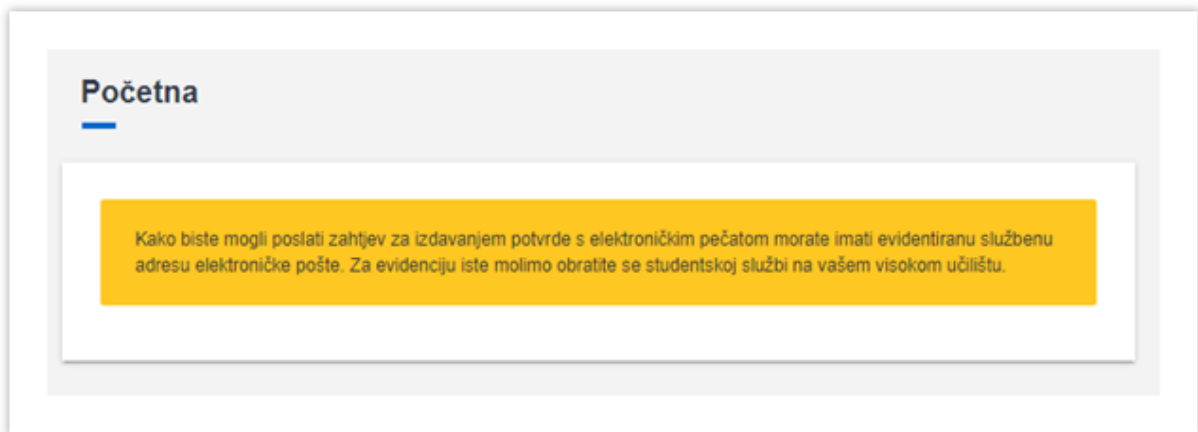 Početna
Kako biste mogli poslati zahtjev za izdavanjem potvrde s elektroničkim pečatom morate imati evidentiranu službenu
adresu elektroničke pošte. Za evidenciju iste molimo obratite se studentskoj službi na vašem visokom učilištu.